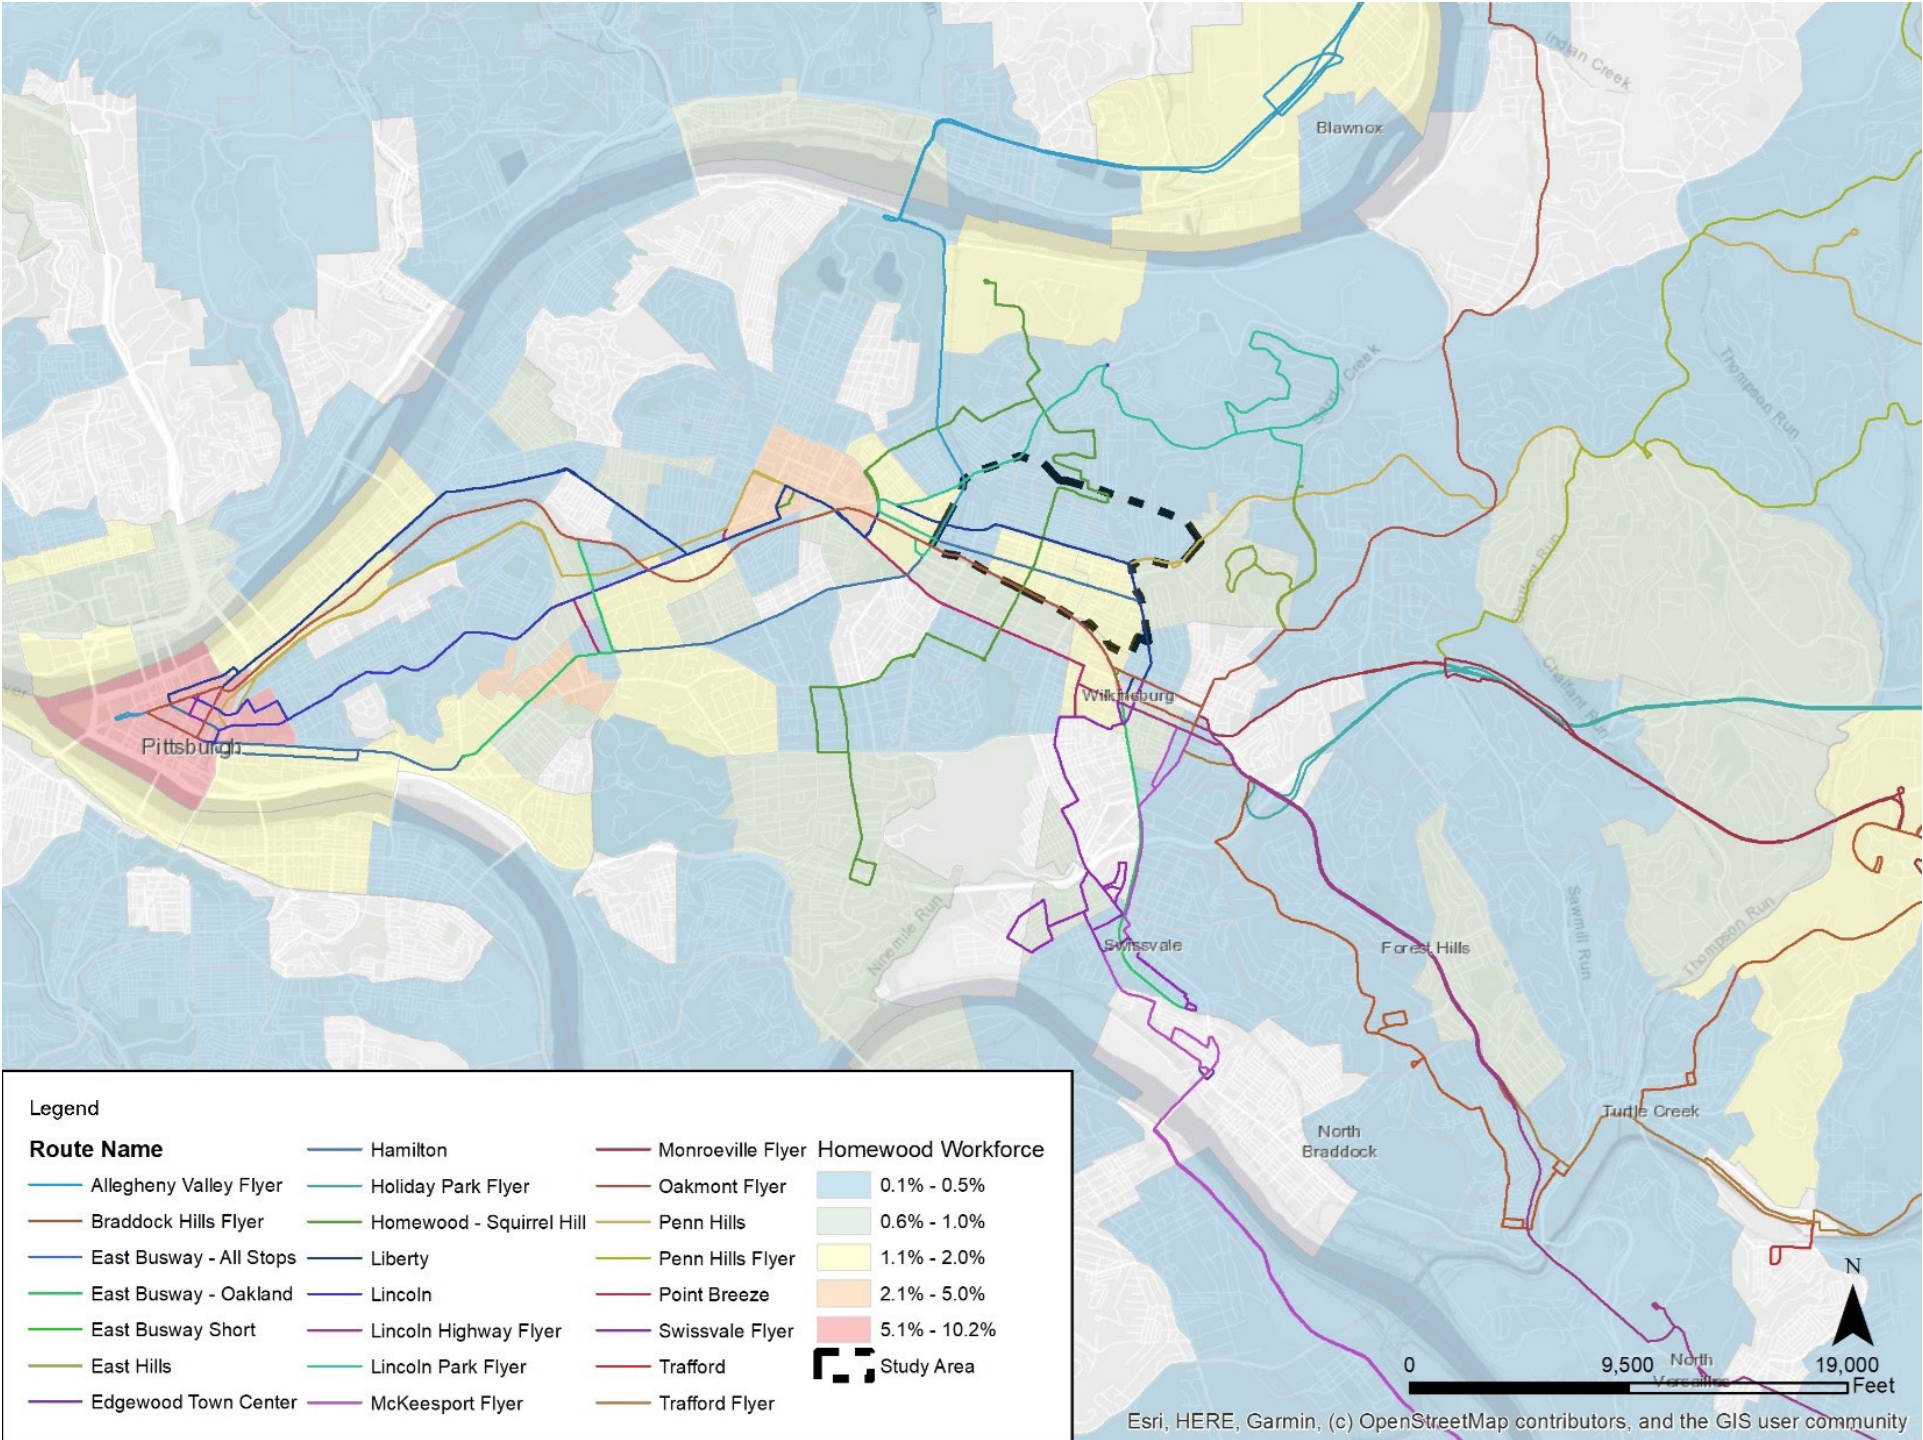 Indian Creek
Blawnox
Sandy Creek
Thompson Run
Chalfant Run
Wilkinsburg
Chalfant Run
Pittsburgh
Ninemile Run
Swissvale
Forest Hills
Sawmill Run
Thompson Run
Turtle Creek
North
Braddock
North
Versailles
Legend
Route Name
Allegheny Valley Flyer
Braddock Hills Flyer
East Busway - All Stops
East Busway - Oakland
East Busway Short
East Hills
Edgewood Town Center
Hamilton
Holiday Park Flyer
Homewood - Squirrel Hill
Liberty
Lincoln
Lincoln Highway Flyer
Lincoln Park Flyer
McKeesport Flyer
Monroeville Flyer
Oakmont Flyer
Penn Hills
Penn Hills Flyer
Point Breeze
Swissvale Flyer
Trafford
Trafford Flyer
Homewood Workforce
0.1% - 0.5%
0.6% - 1.0%
1.1% - 2.0%
2.1% - 5.0%
5.1% - 10.2%
Study Area
N
0 9,500 19,000
Feet
Esri, HERE, Garmin, (c) OpenStreetMap contributors, and the GIS user community